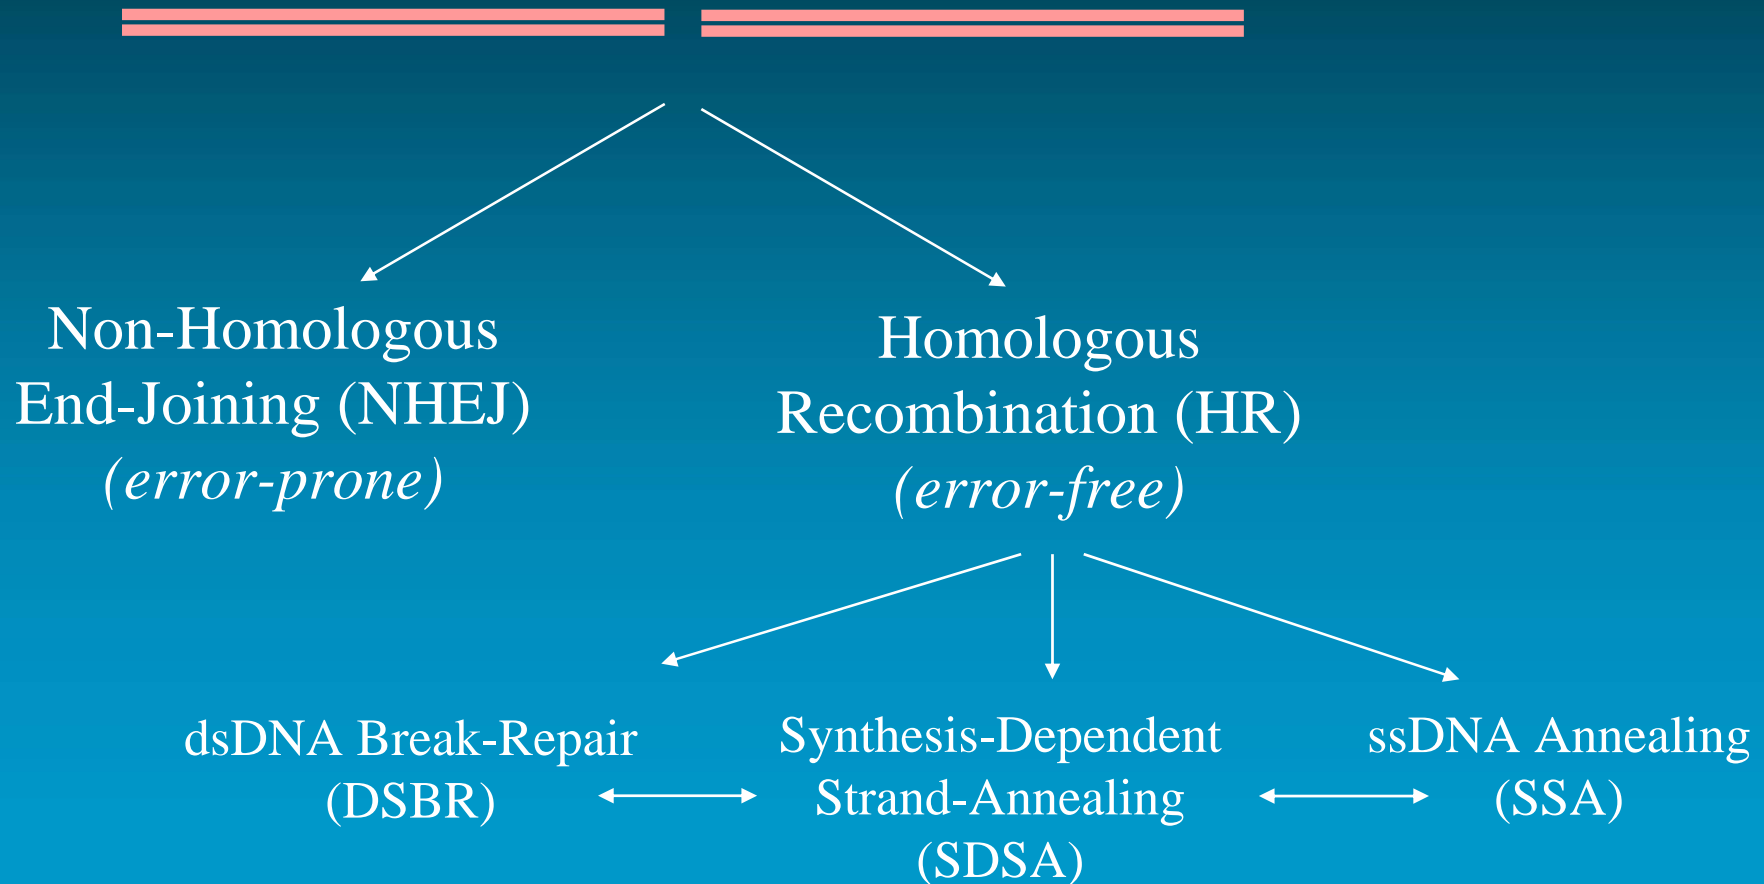 Non-Homologous
End-Joining (NHEJ)
(error-prone)
Homologous
Recombination (HR)
(error-free)
dsDNA Break-Repair
(DSBR)
Synthesis-Dependent
Strand-Annealing
(SDSA)
ssDNA Annealing
(SSA)